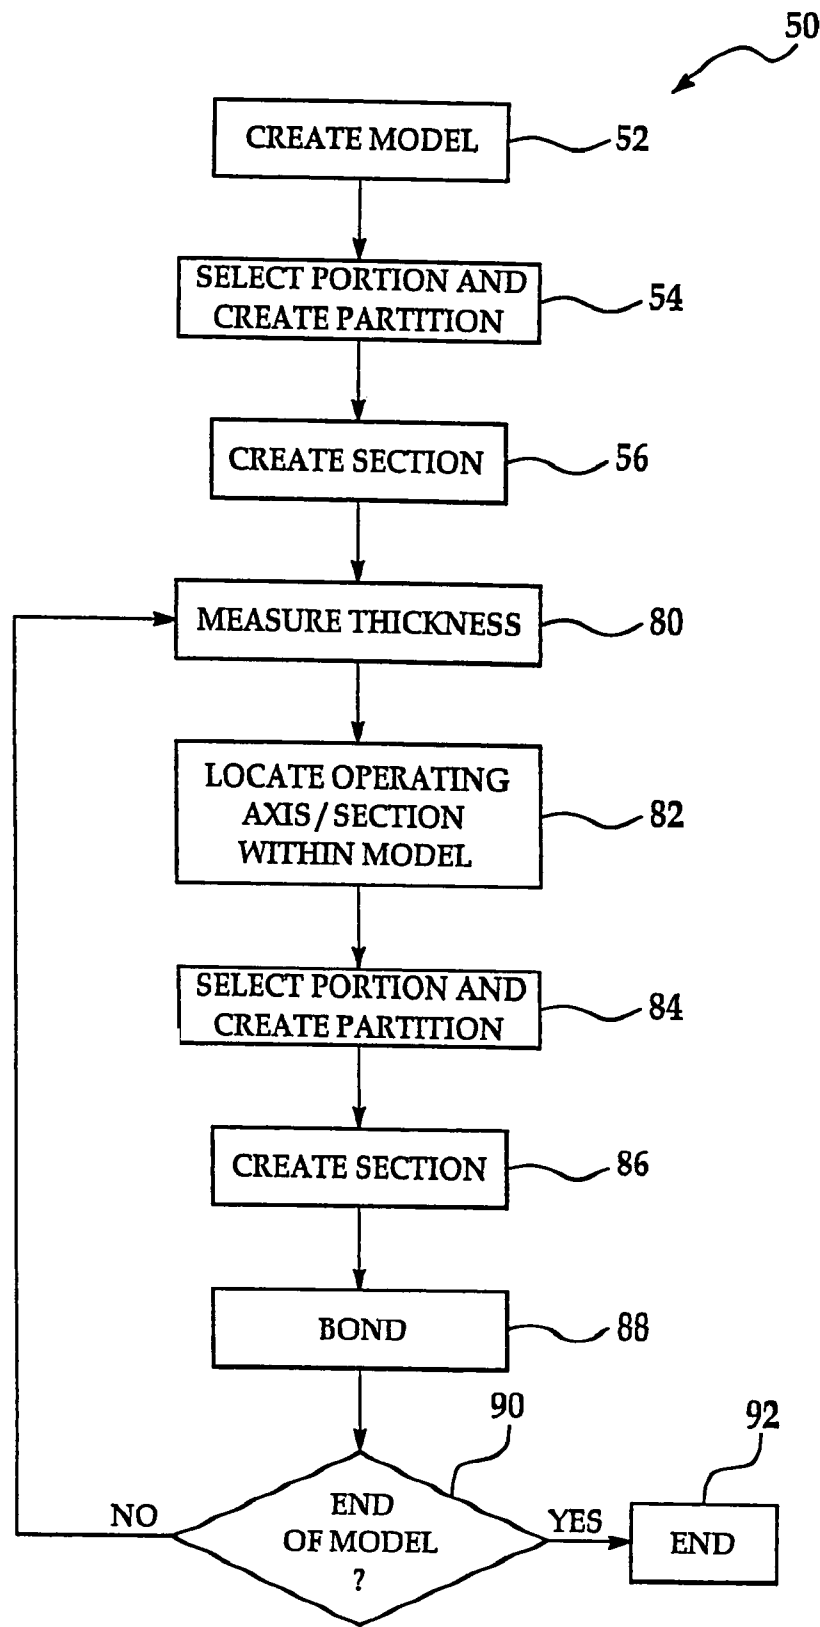 50
CREATE MODEL
52
SELECT PORTION AND
CREATE PARTITION
54
CREATE SECTION
56
MEASURE THICKNESS
80
LOCATE OPERATING
AXIS/SECTION
WITHIN MODEL
82
SELECT PORTION AND
CREATE PARTITION
84
CREATE SECTION
86
BOND
88
90
END
OF MODEL
?
NO
YES
92
END